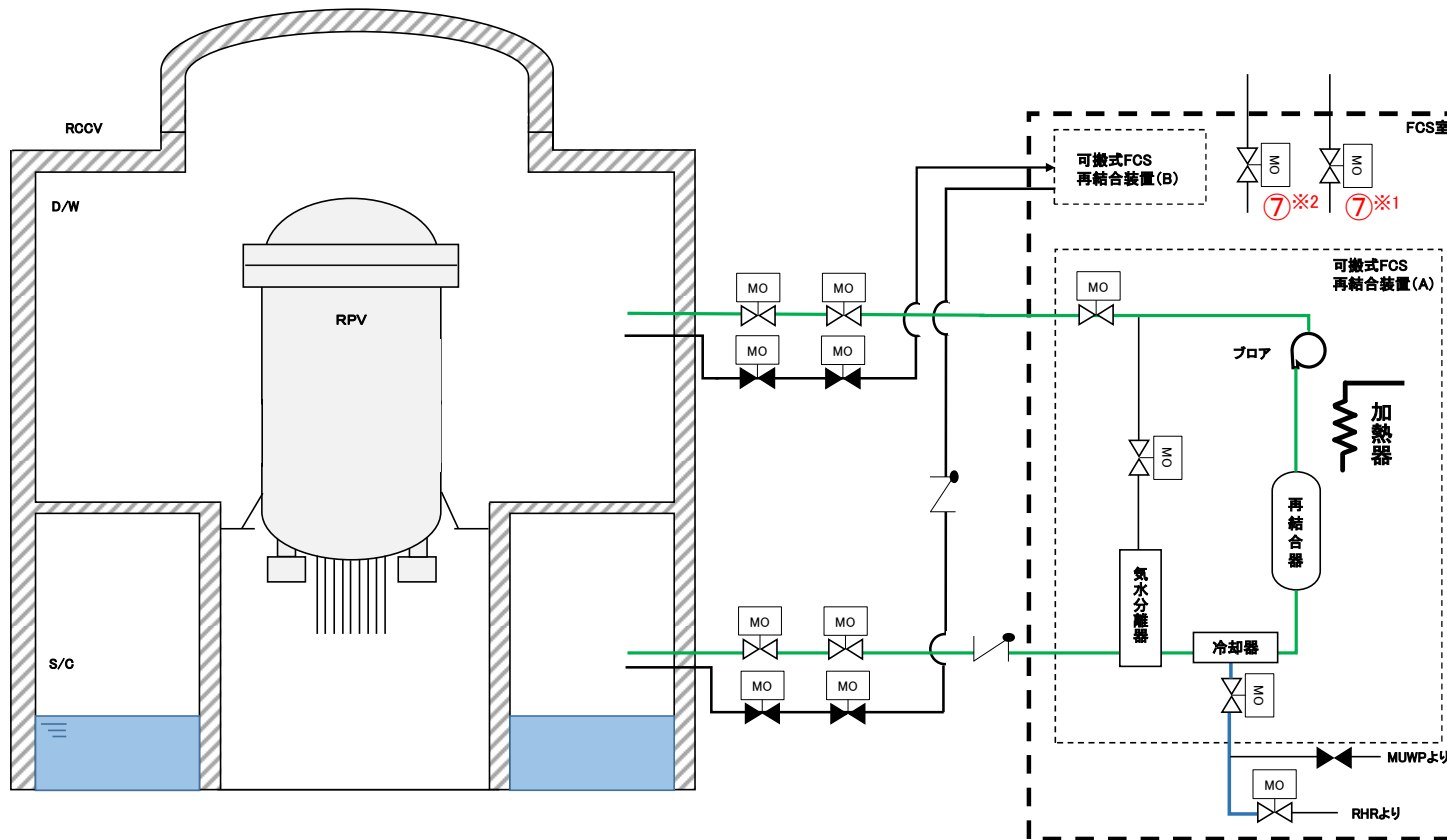 RCCV
D/W
RPV
S/C
MO
MO
MO
MO
MO
MO
MO
MO
FCS室
可搬式FCS
再結合装置(B)
MO
MO
⑦※2
⑦※1
可搬式FCS
再結合装置(A)
MO
ブロア
加熱器
MO
再結合器
気水分離器
冷却器
MO
MUWPより
MO
RHRより